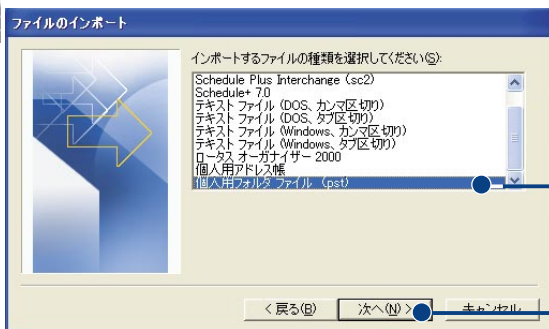 ファイルのインポート
インポートするファイルの種類を選択してください(S):
Schedule Plus Interchange (sc2)
Schedule+ 7.0
テキスト ファイル (DOS、カンマ区切り)
テキスト ファイル (DOS、タブ区切り)
テキスト ファイル (Windows、カンマ区切り)
テキスト ファイル (Windows、タブ区切り)
ロータス オーガナイザー 2000
個人用アドレス帳
個人用フォルダ ファイル (pst)
< 戻る(B)
次へ(N) >
キャンセル